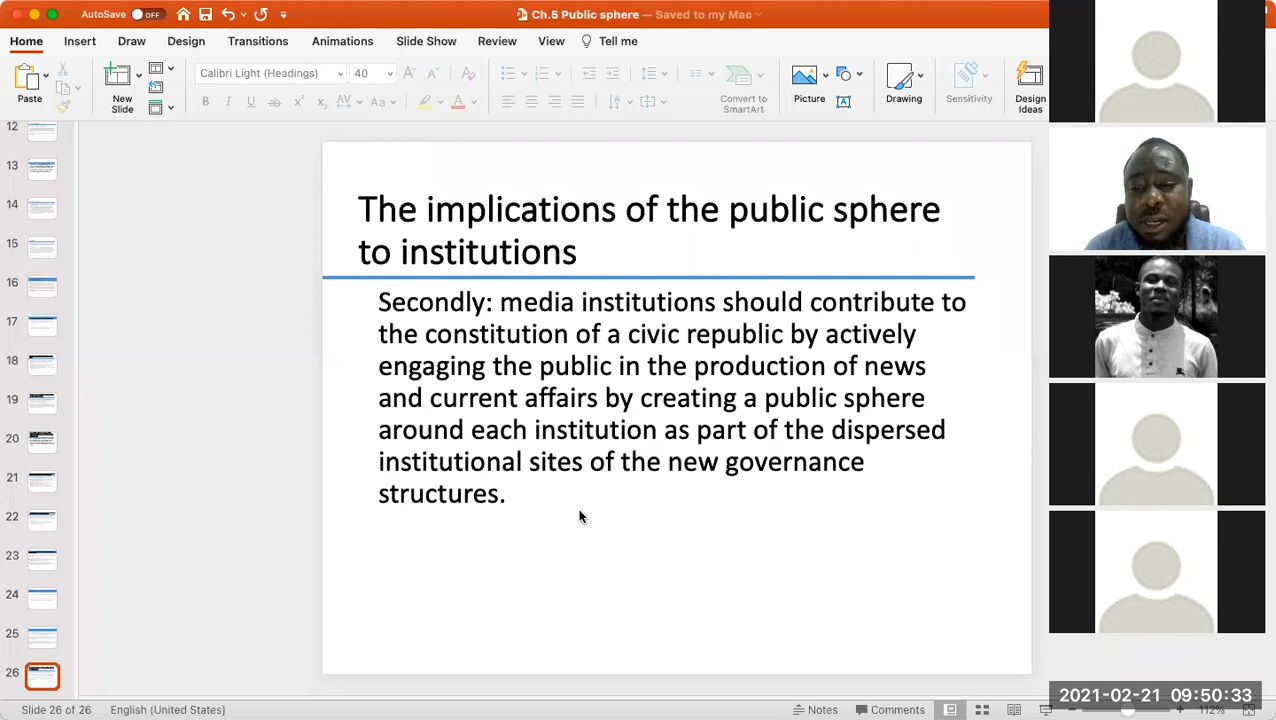 AutoSave OFF
Ch.5 Public sphere — Saved to my Mac
Home Insert Draw Design Transitions Animations Slide Show Review View Tell me
Paste
New
Slide
Calibri Light (Headings) 40
Convert to
SmartArt
Picture
Drawing
Sensitivity
Design
Ideas
12
13
14
15
16
17
18
19
20
21
22
23
24
25
26
The implications of the public sphere
to institutions
Secondly: media institutions should contribute to
the constitution of a civic republic by actively
engaging the public in the production of news
and current affairs by creating a public sphere
around each institution as part of the dispersed
institutional sites of the new governance
structures.
2021-02-21 09:50:33
Slide 26 of 26 English (United States) Notes Comments 112%